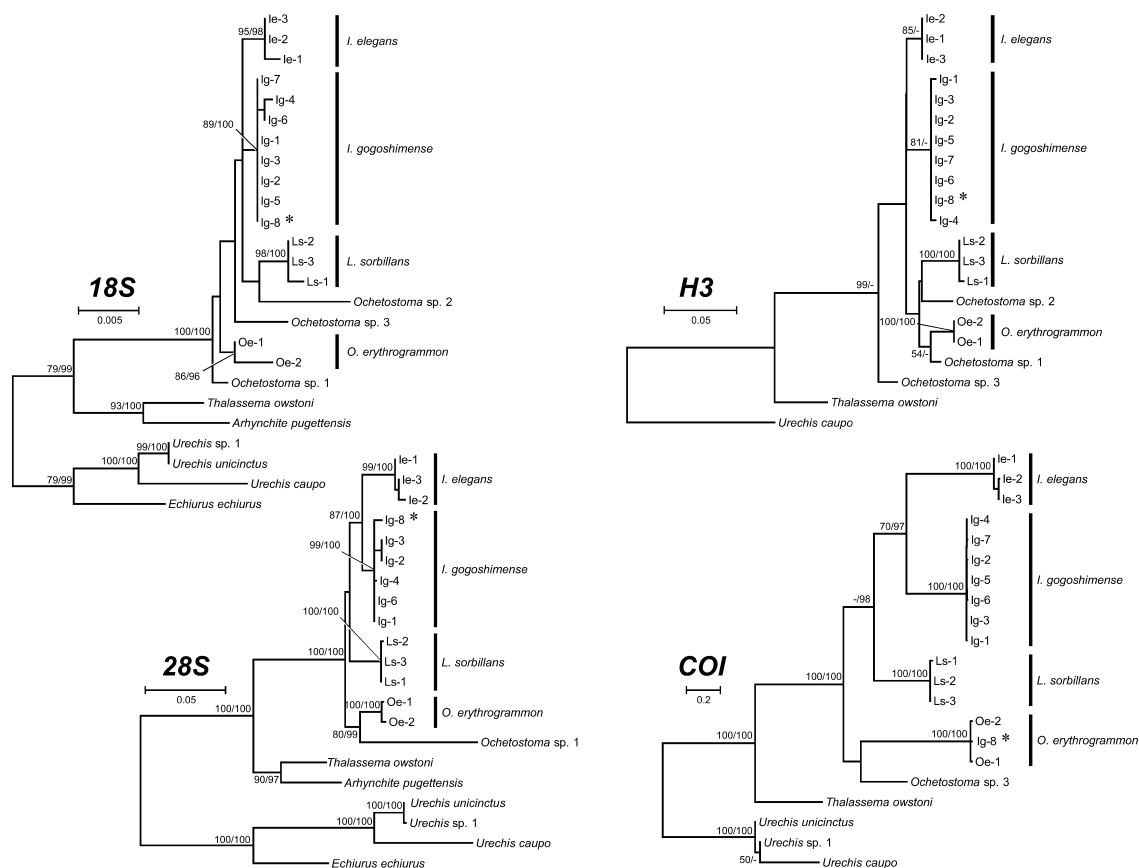 18S
0.005
95/98
Ie-3
Ie-2
Ie-1
I. elegans
89/100
Ig-7
Ig-4
Ig-6
Ig-1
Ig-3
Ig-2
Ig-5
Ig-8 *
I. gogoshimense
98/100
Ls-2
Ls-3
Ls-1
L. sorbillans
Ochetostoma sp. 2
Ochetostoma sp. 3
100/100
Oe-1
Oe-2
O. erythrogrammon
86/96
Ochetostoma sp. 1
79/99
93/100
Thalassema owstoni
Arhynchite pugettensis
99/100
Urechis sp. 1
Urechis unicinctus
100/100
Urechis caupo
79/99
Echiurus echiurus
H3
0.05
85/-
Ie-2
Ie-1
Ie-3
I. elegans
81/-
Ig-1
Ig-3
Ig-2
Ig-5
Ig-7
Ig-6
Ig-8 *
Ig-4
I. gogoshimense
100/100
Ls-2
Ls-3
Ls-1
L. sorbillans
99/-
Ochetostoma sp. 2
100/100
Oe-2
Oe-1
O. erythrogrammon
54/-
Ochetostoma sp. 1
Ochetostoma sp. 3
Thalassema owstoni
Urechis caupo
28S
0.05
99/100
Ie-1
Ie-3
Ie-2
I. elegans
87/100
Ig-8 *
99/100
Ig-3
Ig-2
Ig-4
Ig-6
Ig-1
I. gogoshimense
100/100
Ls-2
Ls-3
Ls-1
L. sorbillans
100/100
100/100
Oe-1
Oe-2
O. erythrogrammon
80/99
Ochetostoma sp. 1
100/100
Thalassema owstoni
90/97
Arhynchite pugettensis
100/100
Urechis unicinctus
Urechis sp. 1
100/100
Urechis caupo
100/100
Echiurus echiurus
COI
0.2
100/100
Ie-1
Ie-2
Ie-3
I. elegans
70/97
Ig-4
Ig-7
Ig-2
Ig-5
100/100
Ig-6
Ig-3
Ig-1
I. gogoshimense
-/98
Ls-1
100/100
Ls-2
Ls-3
L. sorbillans
100/100
Oe-2
100/100
Ig-8 *
Oe-1
O. erythrogrammon
100/100
Ochetostoma sp. 3
Thalassema owstoni
Urechis unicinctus
100/100
Urechis sp. 1
50/-
Urechis caupo